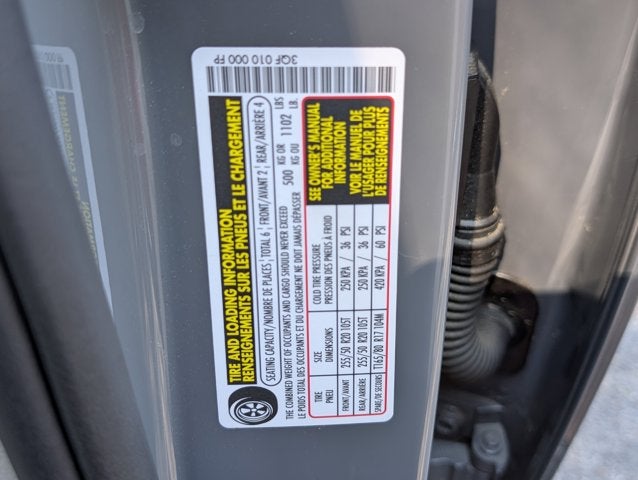 3QF 010 000 FP
TIRE AND LOADING INFORMATION
RENSEIGNEMENTS SUR LES PNEUS ET LE CHARGEMENT
SEATING CAPACITY/NOMBRE DE PLACES TOTAL 6 FRONT/AVANT 2 REAR/ARRIÈRE 4
THE COMBINED WEIGHT OF OCCUPANTS AND CARGO SHOULD NEVER EXCEED 500 KG OR 1102 LBS
LE POIDS TOTAL DES OCCUPANTS ET DU CHARGEMENT NE DOIT JAMAIS DÉPASSER KG OU LB.
TIRE SIZE COLD TIRE PRESSURE
PNEU DIMENSIONS PRESSION DES PNEUS À FROID
FRONT/AVANT 255/50 R20 105T 250 KPA / 36 PSI
REAR/ARRIÈRE 255/50 R20 105T 250 KPA / 36 PSI
SPARE/DE SECOURS T165/80 R17 104M 420 KPA / 60 PSI
SEE OWNER'S MANUAL
FOR ADDITIONAL
INFORMATION
VOIR LE MANUEL DE
L'USAGER POUR PLUS
DE RENSEIGNEMENTS